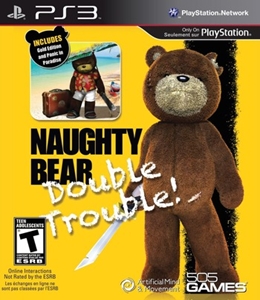 PS3
PlayStation Network
Only On
Seulement sur
PlayStation
INCLUDES
Gold Edition and Panic in
Paradise
NAUGHTY
BEAR
Double
Trouble!
TEEN
ADOLESCENTS
T
ESRB
Online Interactions
Not Rated by the ESRB
Les échanges en ligne ne
sont pas classées par l'ESRB
Artificial Mind
& Movement
505
GAMES